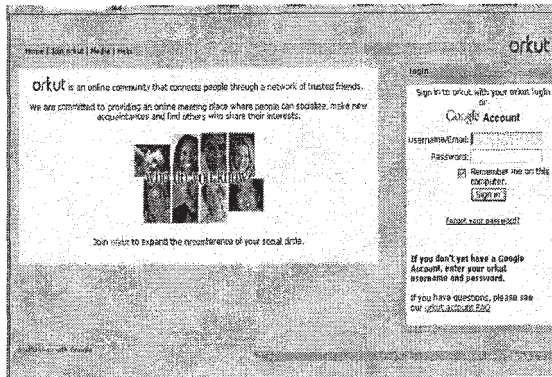 Home | Join orkut | Media | Help
orkut is an online community that connects people through a network of trusted friends.
We are committed to providing an online meeting place where people can socialize, make new
acquaintances and find others who share their interests.
who do you know?
Join orkut to expand the circumference of your social circle.
with Google
orkut
login
Sign in to orkut with your orkut login
or
Google Account
Username/Email:
Password:
Remember me on this
computer.
Sign in
Forgot your password?
If you don't yet have a Google
Account, enter your orkut
username and password.
If you have questions, please see
our orkut account FAQ